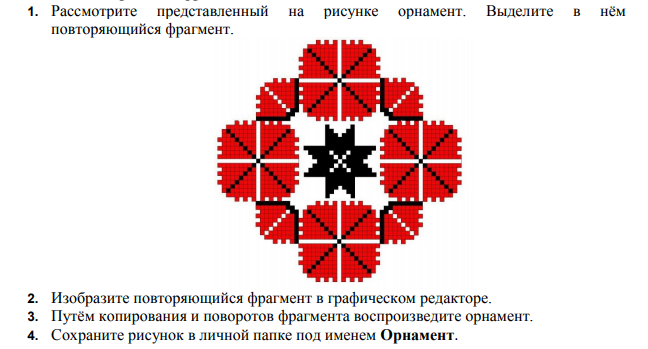 1. Рассмотрите представленный на рисунке орнамент. Выделите в нём
повторяющийся фрагмент.
2. Изобразите повторяющийся фрагмент в графическом редакторе.
3. Путём копирования и поворотов фрагмента воспроизведите орнамент.
4. Сохраните рисунок в личной папке под именем Орнамент.